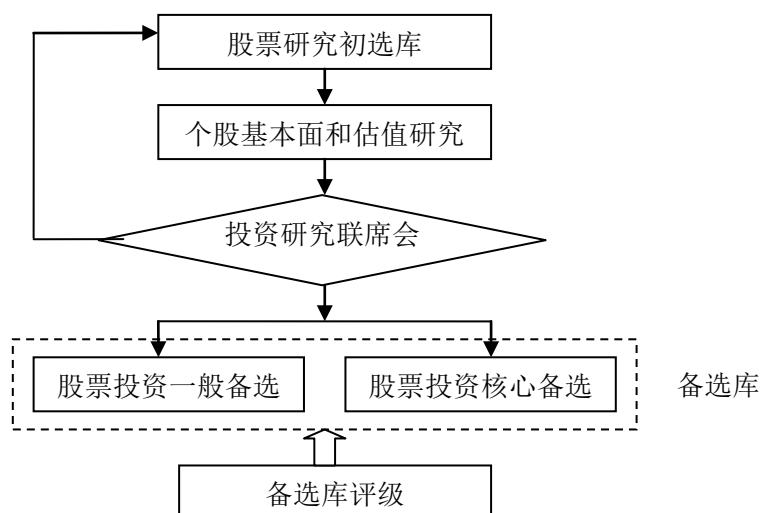 股票研究初选库
个股基本面和估值研究
投资研究联席会
股票投资一般备选
股票投资核心备选
备选库
备选库评级